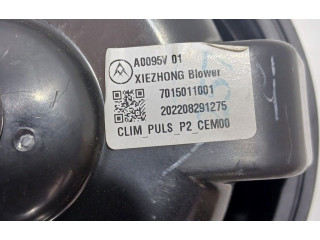 A0095V 01
XIEZHONG Blower
7015011001
202208291275
CLIM_PULS_P2_CEM00